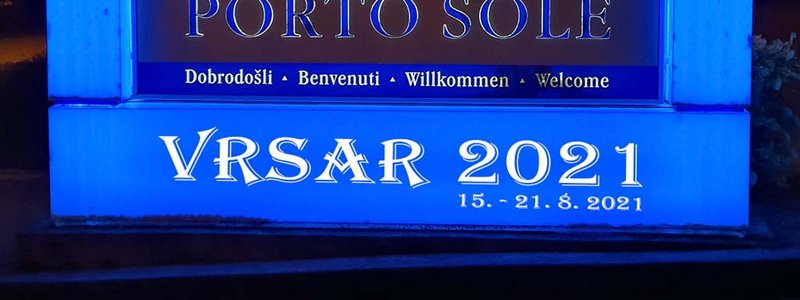 PORTO SOLE
Dobrodošli ▲ Benvenuti ▲ Willkommen ▲ Welcome
VRSAR 2021
15. - 21. 8. 2021